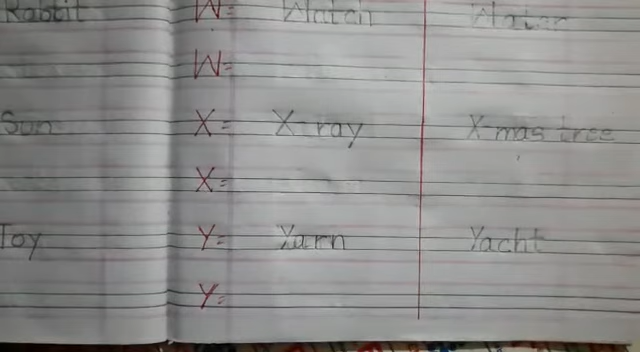 Rabbit W= Watch Water
W=
Sun X= X-ray X-mas tree
X=
Toy Y= Yarn Yacht
Y=